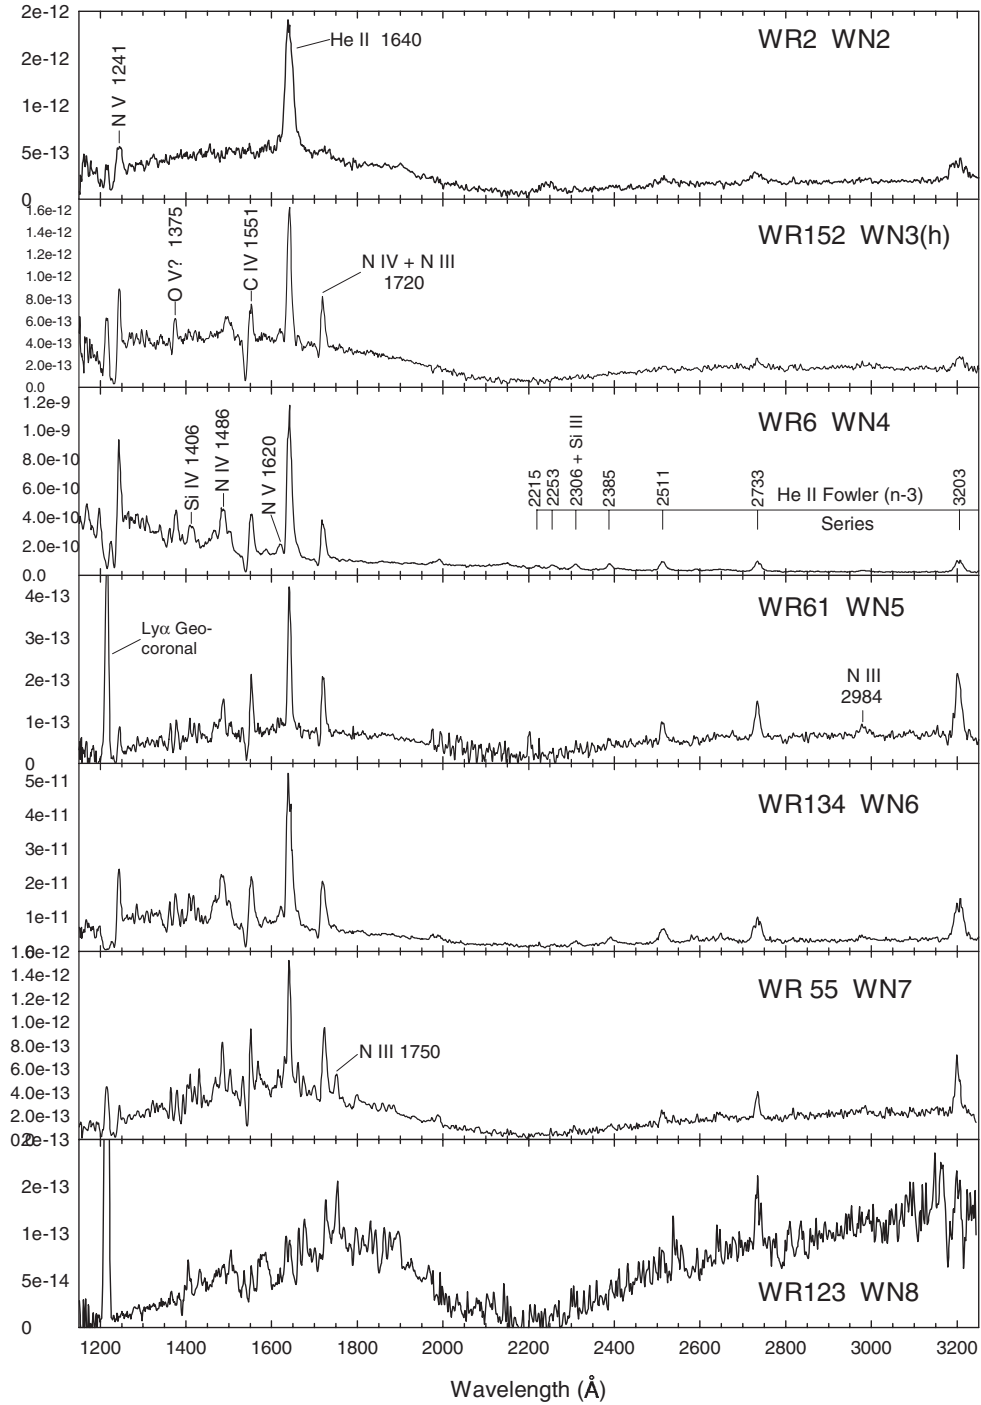 2e-12
2e-12
1e-12
5e-13
0
N V 1241
He II 1640
WR2 WN2
1.6e-12
1.4e-12
1.2e-12
1.0e-12
8.0e-13
6.0e-13
4.0e-13
2.0e-13
0.0
O V? 1375
C IV 1551
N IV + N III
1720
WR152 WN3(h)
1.2e-9
1.0e-9
8.0e-10
6.0e-10
4.0e-10
2.0e-10
0.0
Si IV 1406
N IV 1486
N V 1620
2215
2253
2306 + Si III
2385
2511
2733
He II Fowler (n-3)
Series
3203
WR6 WN4
4e-13
3e-13
2e-13
1e-13
0
Lyα Geo-
coronal
N III
2984
WR61 WN5
5e-11
4e-11
3e-11
2e-11
1e-11
WR134 WN6
1.6e-12
1.4e-12
1.2e-12
1.0e-12
8.0e-13
6.0e-13
4.0e-13
2.0e-13
N III 1750
WR 55 WN7
2e-13
2e-13
1e-13
5e-14
0
WR123 WN8
1200 1400 1600 1800 2000 2200 2400 2600 2800 3000 3200
Wavelength (Å)